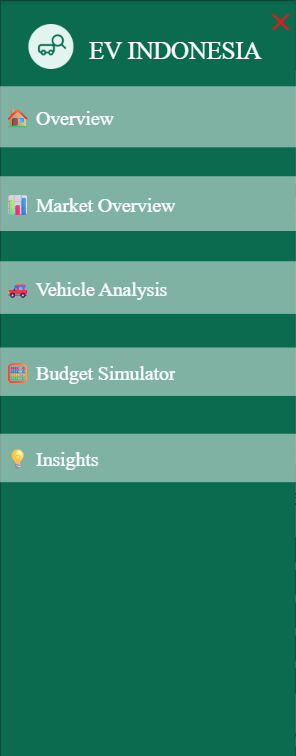 EV INDONESIA
Overview
Market Overview
Vehicle Analysis
Budget Simulator
Insights